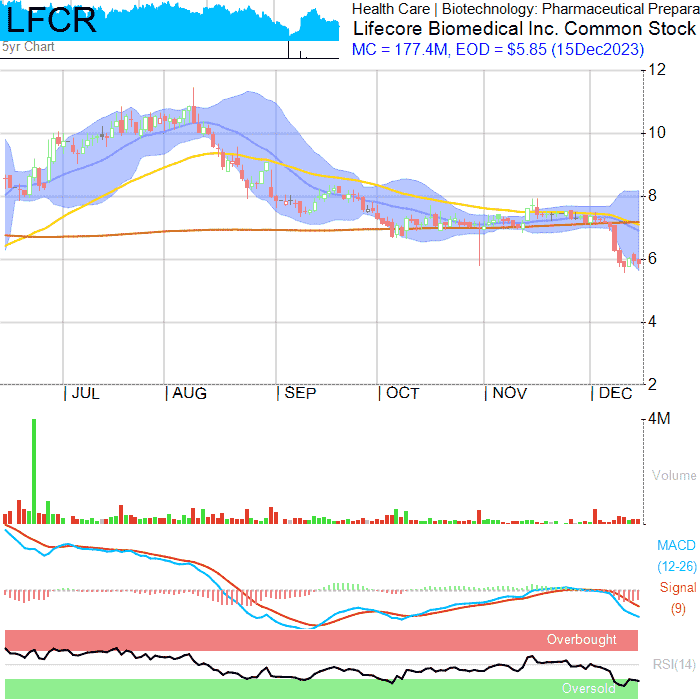 LFCR
5yr Chart
Health Care | Biotechnology: Pharmaceutical Prepara
Lifecore Biomedical Inc. Common Stock
MC = 177.4M, EOD = $5.85 (15Dec2023)
12
10
8
6
4
2
JUL AUG SEP OCT NOV DEC
4M
Volume
MACD
(12-26)
Signal
(9)
Overbought
RSI(14)
Oversold